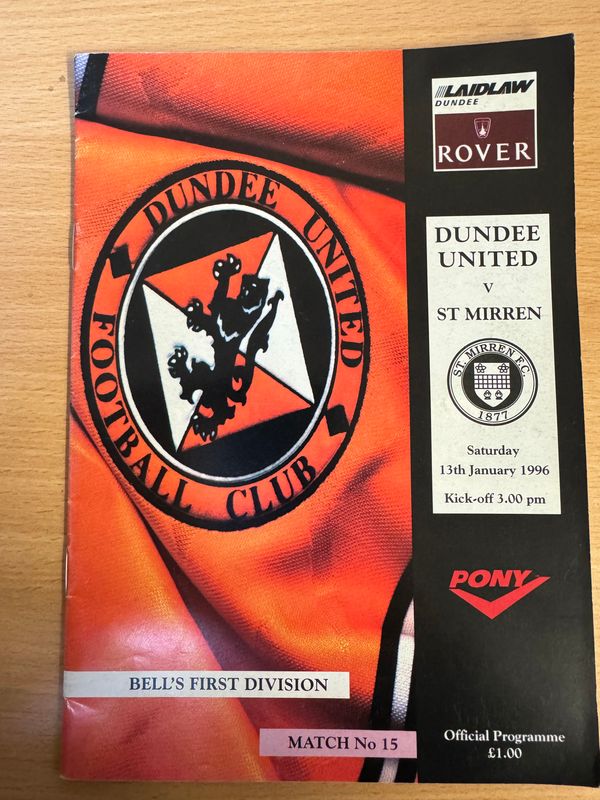 DUNDEE UNITED
FOOTBALL CLUB
BELL'S FIRST DIVISION
MATCH No 15
LAIDLAW
DUNDEE
ROVER
DUNDEE
UNITED
V
ST MIRREN
ST. MIRREN F.C.
1877
Saturday
13th January 1996
Kick-off 3.00 pm
PONY
Official Programme
£1.00